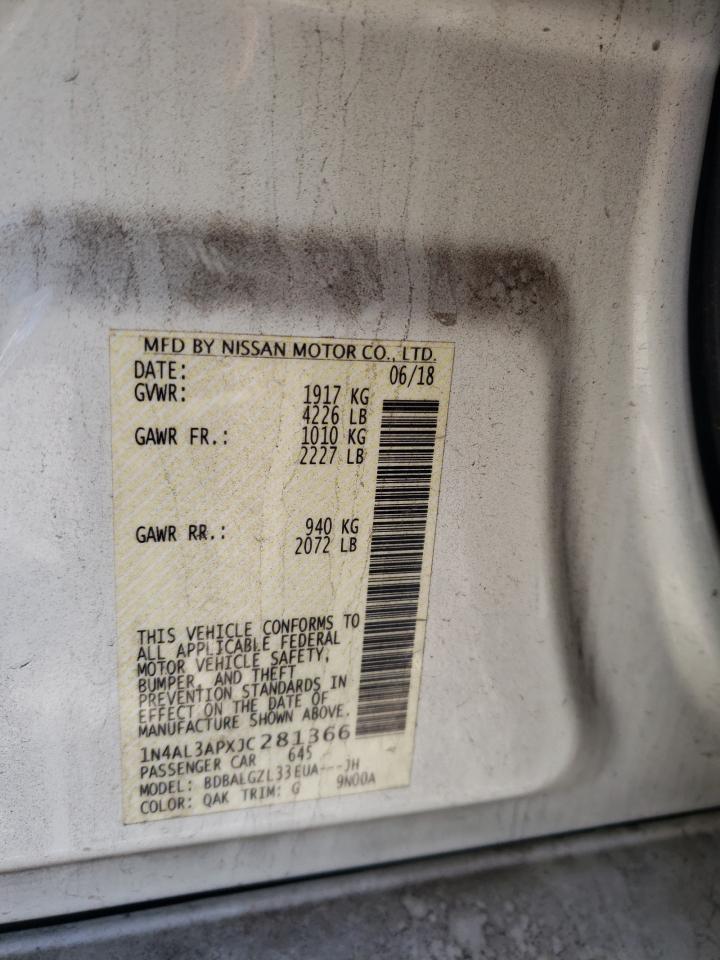 MFD BY NISSAN MOTOR CO., LTD.
DATE: 06/18
GVWR: 1917 KG
4226 LB
GAWR FR.: 1010 KG
2227 LB
GAWR RR.: 940 KG
2072 LB
THIS VEHICLE CONFORMS TO
ALL APPLICABLE FEDERAL
MOTOR VEHICLE SAFETY,
BUMPER, AND THEFT
PREVENTION STANDARDS IN
EFFECT ON THE DATE OF
MANUFACTURE SHOWN ABOVE.
1N4AL3APXJC281366
PASSENGER CAR 645
MODEL: BDBALGZL33EUA---JH
COLOR: QAK TRIM: G 9N00A